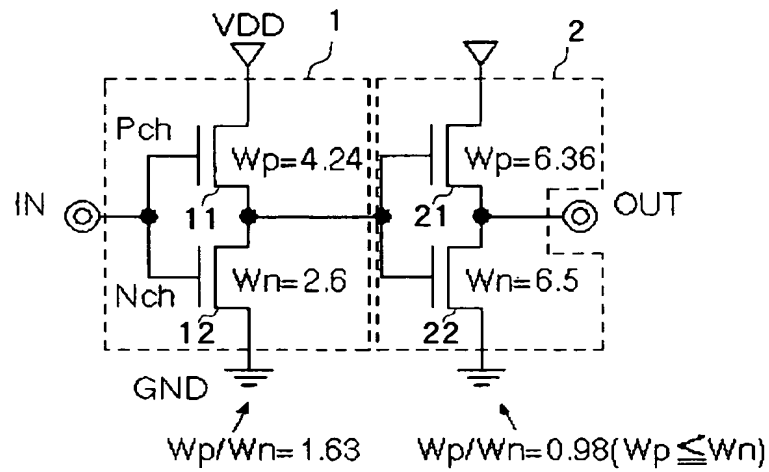 VDD
1
2
Pch
Wp=4.24
Wp=6.36
IN
11
21
OUT
Nch
Wn=2.6
Wn=6.5
12
22
GND
Wp/Wn=1.63
Wp/Wn=0.98(Wp≦Wn)